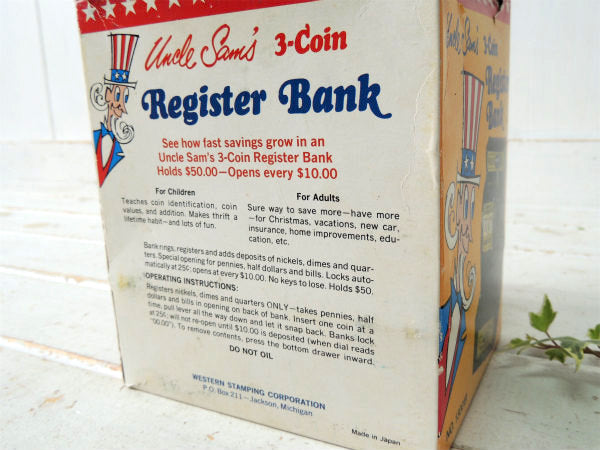 Uncle Sam's 3-Coin
Register Bank
See how fast savings grow in an
Uncle Sam's 3-Coin Register Bank
Holds $50.00—Opens every $10.00
For Children
Teaches coin identification, coin
values, and addition. Makes thrift a
lifetime habit—and lots of fun.
For Adults
Sure way to save more—have more
—for Christmas, vacations, new car,
insurance, home improvements, edu-
cation, etc.
Bank rings, registers and adds deposits of nickels, dimes and quar-
ters. Special opening for pennies, half dollars and bills. Locks auto-
matically at 25¢; opens at every $10.00. No keys to lose. Holds $50.
OPERATING INSTRUCTIONS:
Registers nickels, dimes and quarters ONLY—takes pennies, half
dollars and bills in opening on back of bank. Insert one coin at a
time, pull lever all the way down and let it snap back. Banks lock
at 25¢, will not re-open until $10.00 is deposited (when dial reads
"00.00"). To remove contents, press the bottom drawer inward.
DO NOT OIL
WESTERN STAMPING CORPORATION
P.O. Box 211—Jackson, Michigan
Made in Japan
Uncle Sam's 3-Coin
Register
Bank